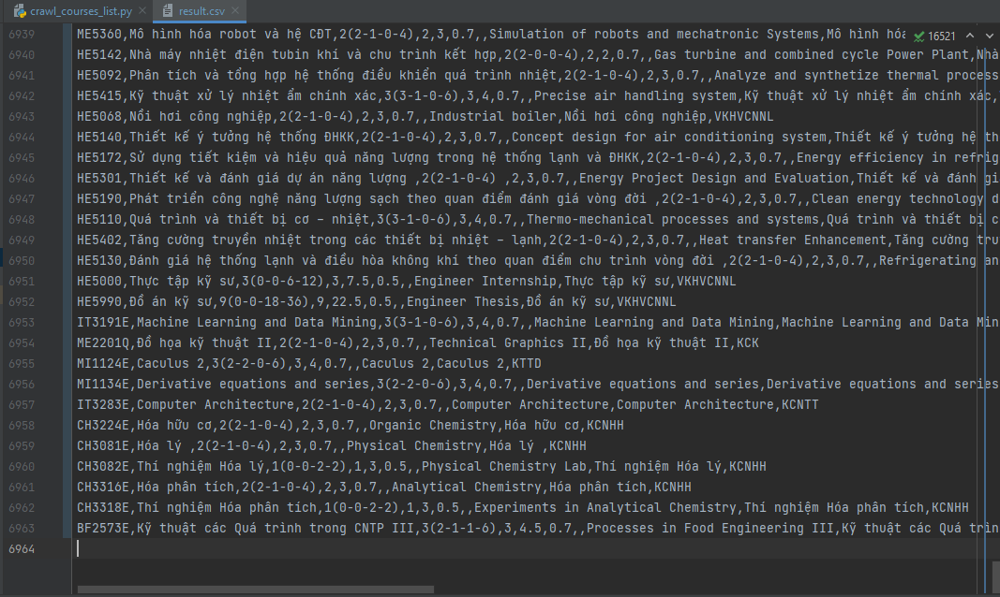 crawl_courses_list.py result.csv
16521
6939 ME5360,Mô hình hóa robot và hệ CĐT,2(2-1-0-4),2,3,0.7,,Simulation of robots and mechatronic Systems,Mô hình hóa
6940 HE5142,Nhà máy nhiệt điện tubin khí và chu trình kết hợp,2(2-0-0-4),2,2,0.7,,Gas turbine and combined cycle Power Plant,Nhà
6941 HE5092,Phân tích và tổng hợp hệ thống điều khiển quá trình nhiệt,2(2-1-0-4),2,3,0.7,,Analyze and synthetize thermal process
6942 HE5415,Kỹ thuật xử lý nhiệt ẩm chính xác,3(3-1-0-6),3,4,0.7,,Precise air handling system,Kỹ thuật xử lý nhiệt ẩm chính xác,
6943 HE5068,Nồi hơi công nghiệp,2(2-1-0-4),2,3,0.7,,Industrial boiler,Nồi hơi công nghiệp,VKHVCNNL
6944 HE5140,Thiết kế ý tưởng hệ thống ĐHKK,2(2-1-0-4),2,3,0.7,,Concept design for air conditioning system,Thiết kế ý tưởng hệ th
6945 HE5172,Sử dụng tiết kiệm và hiệu quả năng lượng trong hệ thống lạnh và ĐHKK,2(2-1-0-4),2,3,0.7,,Energy efficiency in refrig
6946 HE5301,Thiết kế và đánh giá dự án năng lượng ,2(2-1-0-4) ,2,3,0.7,,Energy Project Design and Evaluation,Thiết kế và đánh gi
6947 HE5190,Phát triển công nghệ năng lượng sạch theo quan điểm đánh giá vòng đời ,2(2-1-0-4),2,3,0.7,,Clean energy technology d
6948 HE5110,Quá trình và thiết bị cơ – nhiệt,3(3-1-0-6),3,4,0.7,,Thermo-mechanical processes and systems,Quá trình và thiết bị c
6949 HE5402,Tăng cường truyền nhiệt trong các thiết bị nhiệt – lạnh,2(2-1-0-4),2,3,0.7,,Heat transfer Enhancement,Tăng cường tru
6950 HE5130,Đánh giá hệ thống lạnh và điều hòa không khí theo quan điểm chu trình vòng đời ,2(2-1-0-4),2,3,0.7,,Refrigerating an
6951 HE5000,Thực tập kỹ sư,3(0-0-6-12),3,7.5,0.5,,Engineer Internship,Thực tập kỹ sư,VKHVCNNL
6952 HE5990,Đồ án kỹ sư,9(0-0-18-36),9,22.5,0.5,,Engineer Thesis,Đồ án kỹ sư,VKHVCNNL
6953 IT3191E,Machine Learning and Data Mining,3(3-1-0-6),3,4,0.7,,Machine Learning and Data Mining,Machine Learning and Data Min
6954 ME2201Q,Đồ họa kỹ thuật II,2(2-1-0-4),2,3,0.7,,Technical Graphics II,Đồ họa kỹ thuật II,KCK
6955 MI1124E,Caculus 2,3(2-2-0-6),3,4,0.7,,Caculus 2,Caculus 2,KTTD
6956 MI1134E,Derivative equations and series,3(2-2-0-6),3,4,0.7,,Derivative equations and series,Derivative equations and series
6957 IT3283E,Computer Architecture,2(2-1-0-4),2,3,0.7,,Computer Architecture,Computer Architecture,KCNTT
6958 CH3224E,Hóa hữu cơ,2(2-1-0-4),2,3,0.7,,Organic Chemistry,Hóa hữu cơ,KCNHH
6959 CH3081E,Hóa lý ,2(2-1-0-4),2,3,0.7,,Physical Chemistry,Hóa lý ,KCNHH
6960 CH3082E,Thí nghiệm Hóa lý,1(0-0-2-2),1,3,0.5,,Physical Chemistry Lab,Thí nghiệm Hóa lý,KCNHH
6961 CH3316E,Hóa phân tích,2(2-1-0-4),2,3,0.7,,Analytical Chemistry,Hóa phân tích,KCNHH
6962 CH3318E,Thí nghiệm Hóa phân tích,1(0-0-2-2),1,3,0.5,,Experiments in Analytical Chemistry,Thí nghiệm Hóa phân tích,KCNHH
6963 BF2573E,Kỹ thuật các Quá trình trong CNTP III,3(2-1-1-6),3,4.5,0.7,,Processes in Food Engineering III,Kỹ thuật các Quá trìn
6964